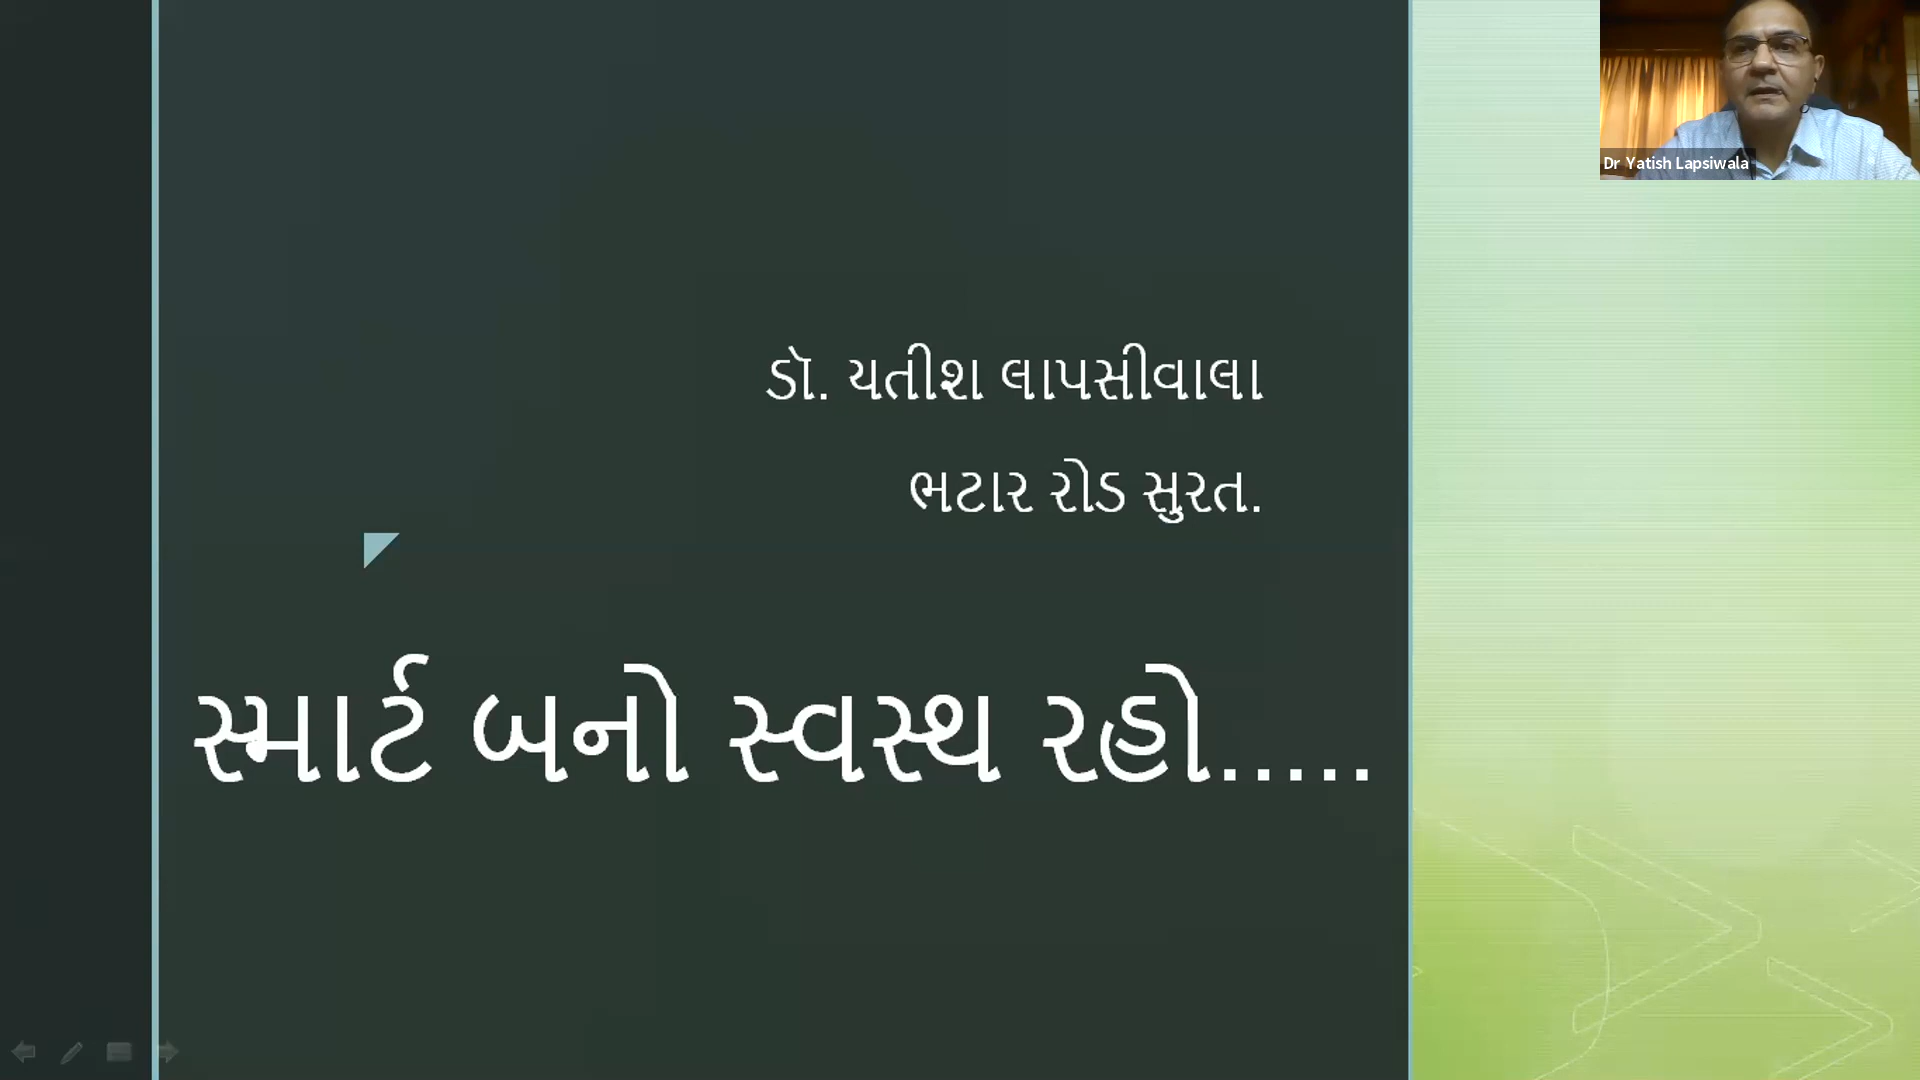 Dr Yatish Lapsiwala
ડૉ. યતીશ લાપસીવાલા
ભટાર રોડ સુરત.
સ્માર્ટ બનો સ્વસ્થ રહો.....